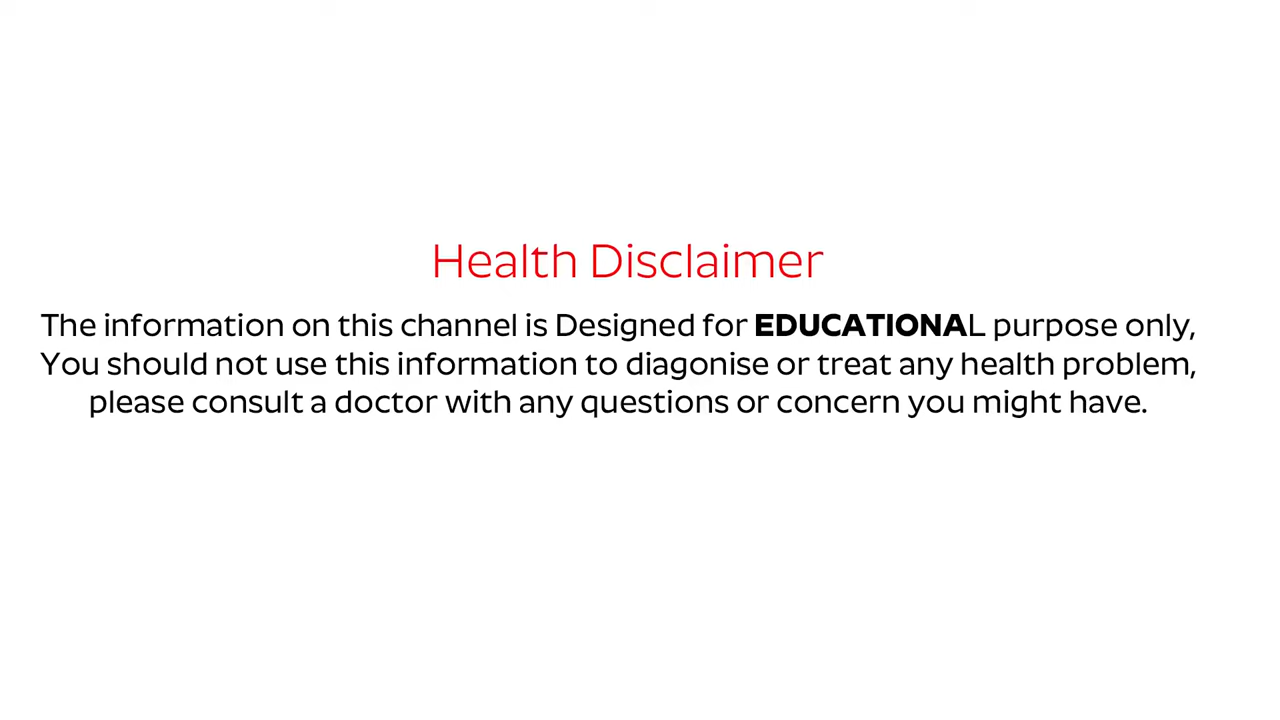 Health Disclaimer
The information on this channel is Designed for EDUCATIONAL purpose only,
You should not use this information to diagonise or treat any health problem,
please consult a doctor with any questions or concern you might have.